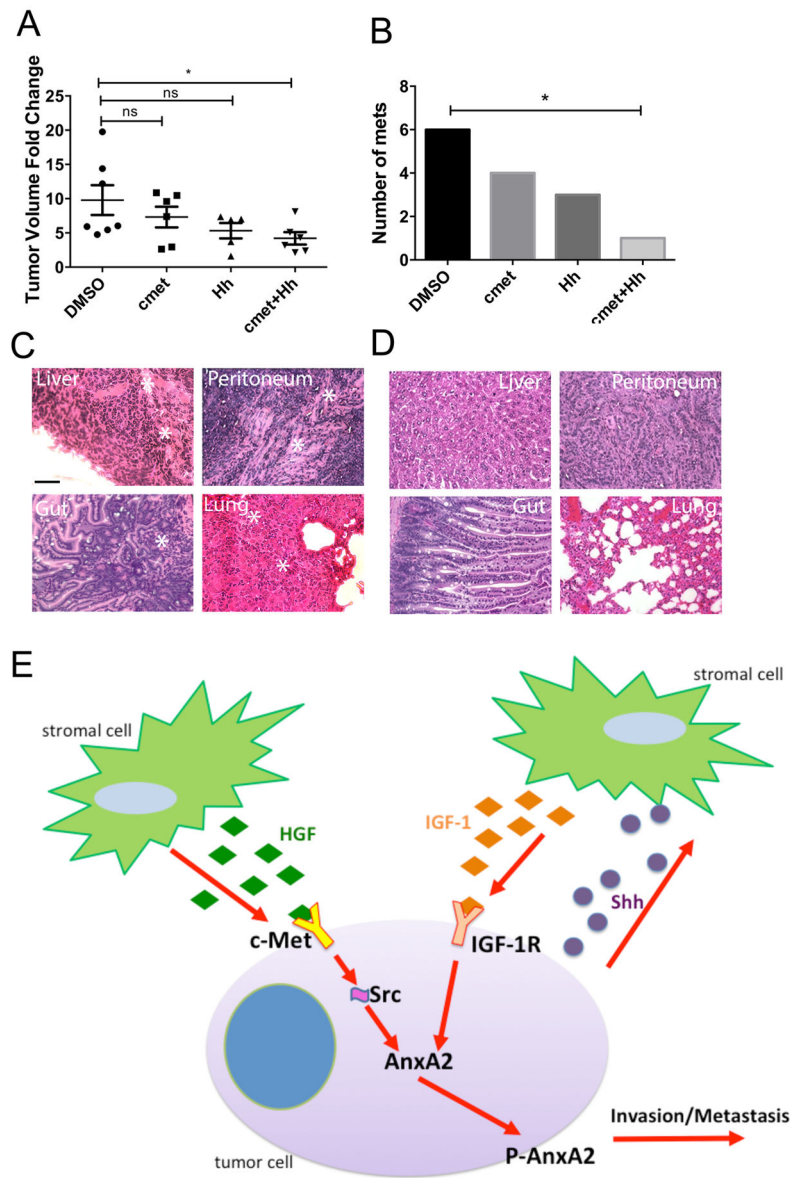 A
Tumor Volume Fold Change
25
20
15
10
5
0
*
ns
ns
DMSO
cmet
Hh
cmet+Hh
B
Number of mets
8
6
4
2
0
*
DMSO
cmet
Hh
cmet+Hh
C
Liver
*
*
Peritoneum
*
*
Gut
*
Lung
*
*
D
Liver
Peritoneum
Gut
Lung
E
stromal cell
stromal cell
HGF
IGF-1
Shh
c-Met
IGF-1R
Src
AnxA2
P-AnxA2
Invasion/Metastasis
tumor cell